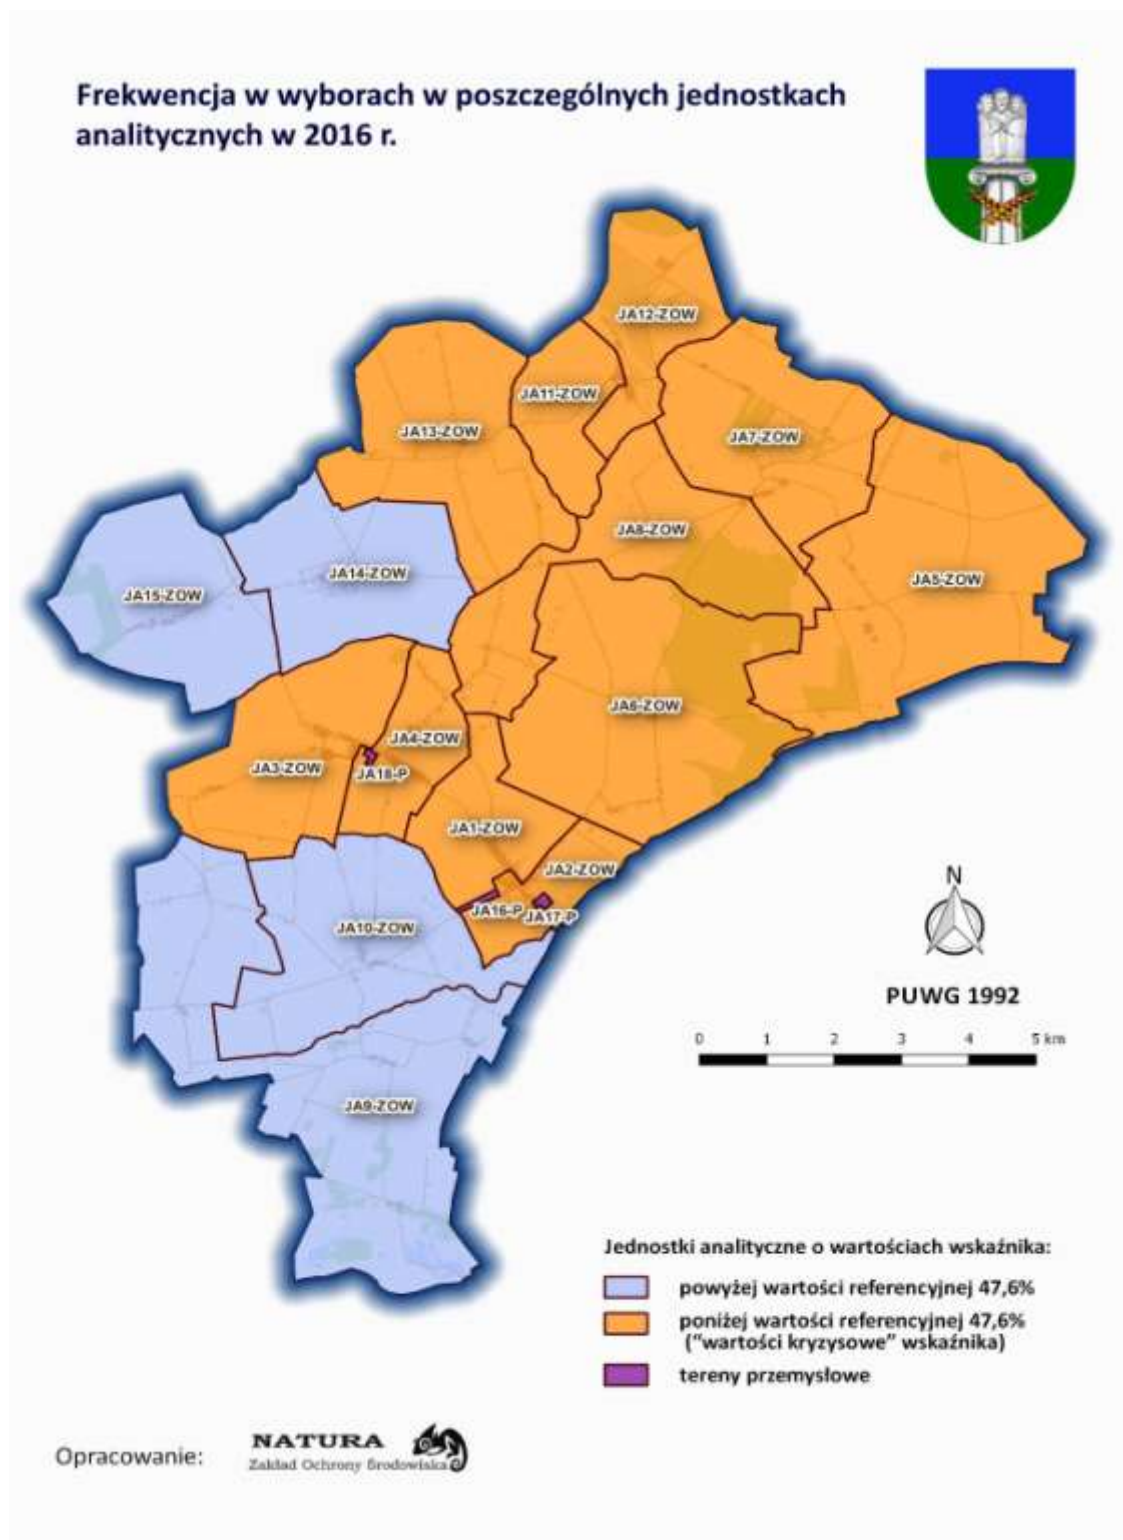 Frekwencja w wyborach w poszczególnych jednostkach
analitycznych w 2016 r.
JA12-ZOW
JA11-ZOW
JA13-ZOW
JA7-ZOW
JA8-ZOW
JA14-ZOW
JA5-ZOW
JA15-ZOW
JA6-ZOW
JA4-ZOW
JA3-ZOW
JA18-P
JA1-ZOW
JA2-ZOW
JA16-P
JA17-P
JA10-ZOW
N
PUWG 1992
0 1 2 3 4 5 km
JA9-ZOW
Jednostki analityczne o wartościach wskaźnika:
powyżej wartości referencyjnej 47,6%
poniżej wartości referencyjnej 47,6%
("wartości kryzysowe" wskaźnika)
tereny przemysłowe
Opracowanie:
NATURA
Zakład Ochrony Środowiska